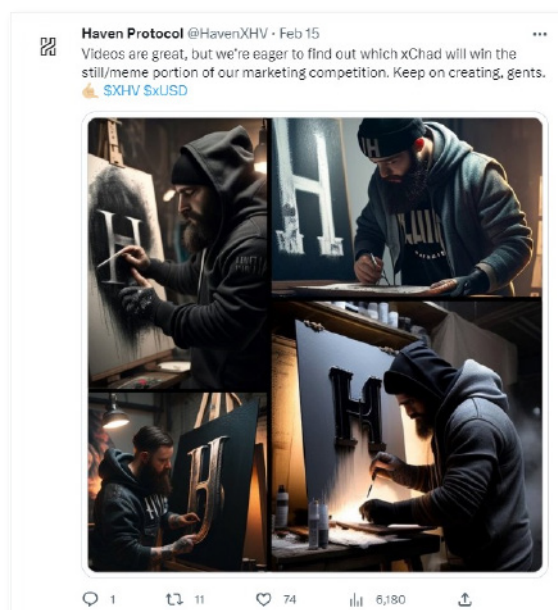 Haven Protocol @HavenXHV · Feb 15
Videos are great, but we're eager to find out which xChad will win the
still/meme portion of our marketing competition. Keep on creating, gents.
🤙🏼 $XHV $xUSD
H
H
H
H
1 11 74 6,180